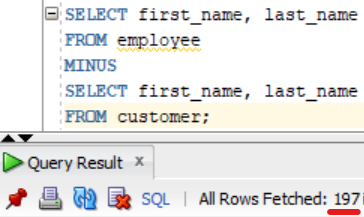 SELECT first_name, last_name
FROM employee
MINUS
SELECT first_name, last_name
FROM customer;
Query Result x
SQL | All Rows Fetched: 197